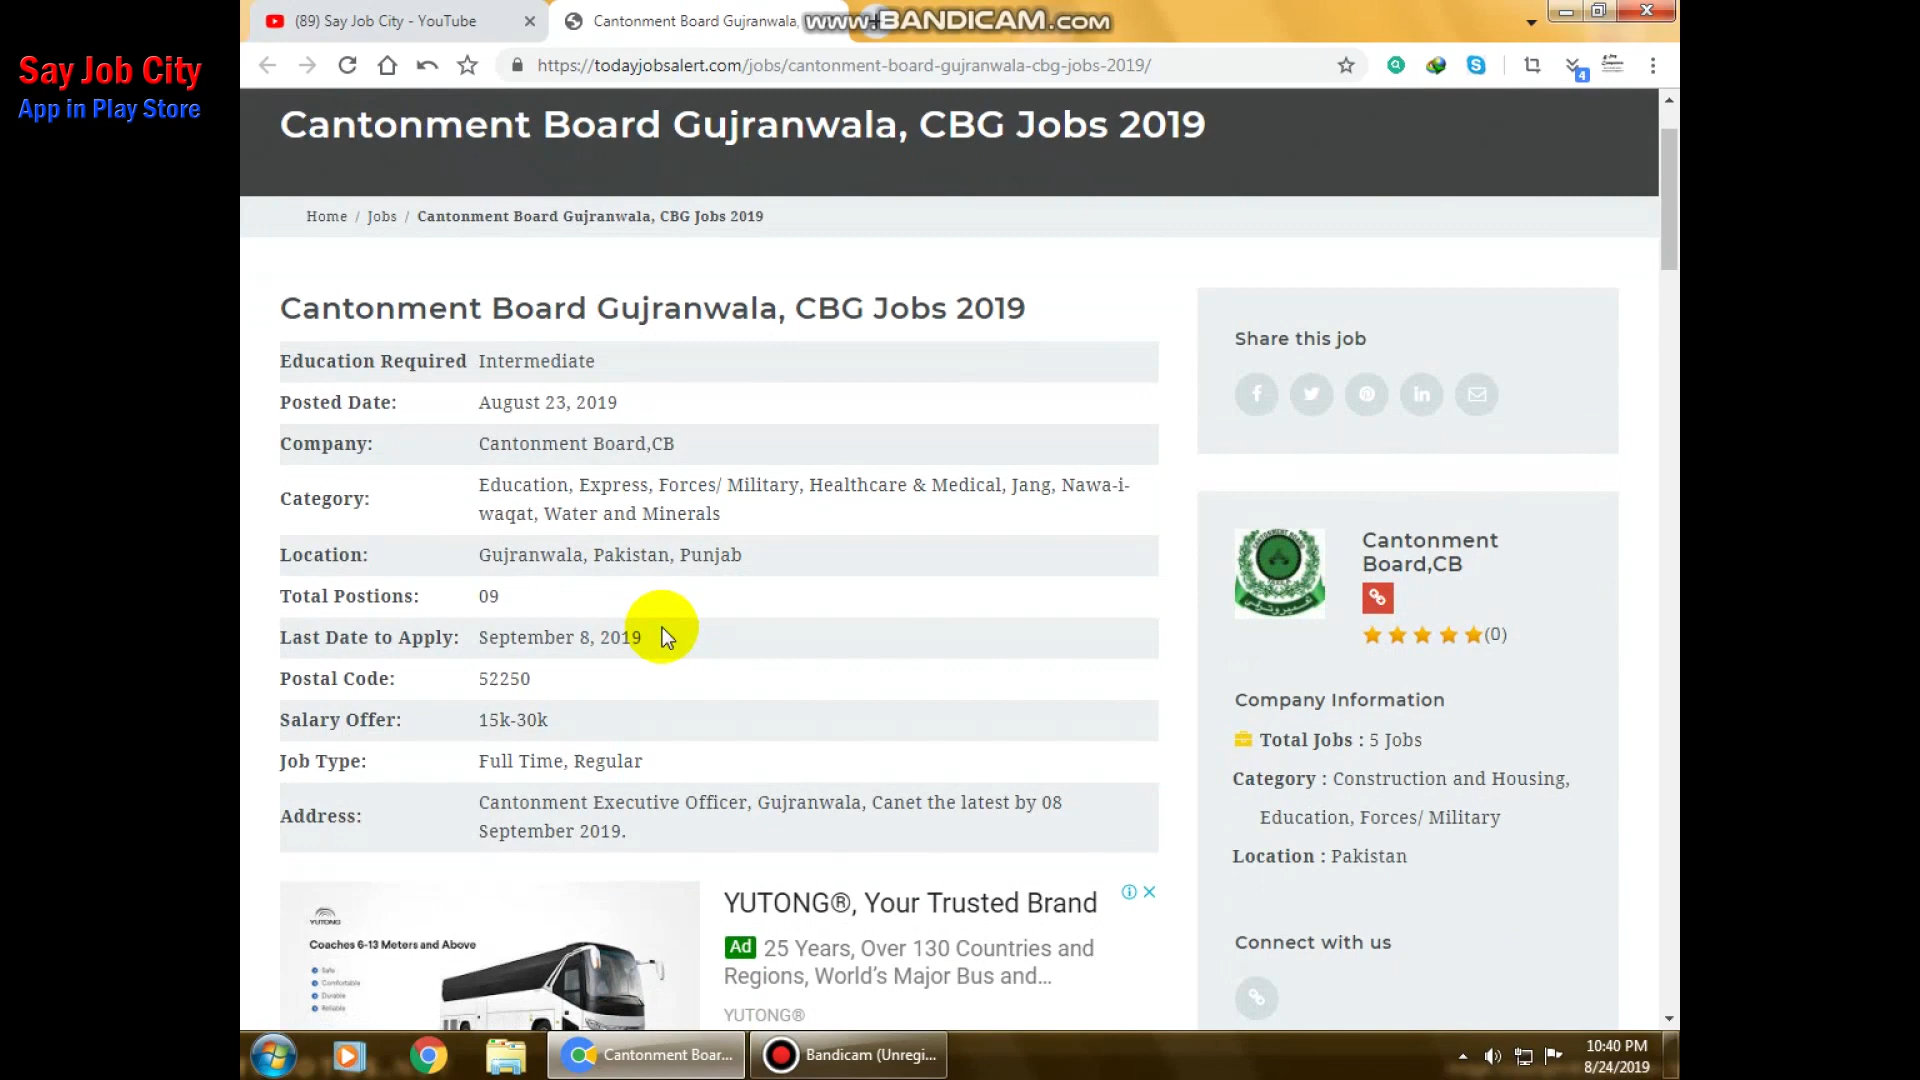 Say Job City
App in Play Store
(89) Say Job City - YouTube
Cantonment Board Gujranwala,
www.BANDICAM.COM
https://todayjobsalert.com/jobs/cantonment-board-gujranwala-cbg-jobs-2019/
4
Cantonment Board Gujranwala, CBG Jobs 2019
Home / Jobs / Cantonment Board Gujranwala, CBG Jobs 2019
Cantonment Board Gujranwala, CBG Jobs 2019
Education Required Intermediate
Posted Date: August 23, 2019
Company: Cantonment Board,CB
Category: Education, Express, Forces/ Military, Healthcare & Medical, Jang, Nawa-i-
waqat, Water and Minerals
Location: Gujranwala, Pakistan, Punjab
Total Postions: 09
Last Date to Apply: September 8, 2019
Postal Code: 52250
Salary Offer: 15k-30k
Job Type: Full Time, Regular
Address: Cantonment Executive Officer, Gujranwala, Canet the latest by 08
September 2019.
Share this job
Cantonment
Board,CB
(0)
Company Information
Total Jobs : 5 Jobs
Category : Construction and Housing,
Education, Forces/ Military
Location : Pakistan
Connect with us
YUTONG
Coaches 6-13 Meters and Above
Safe
Comfortable
Durable
Reliable
YUTONG®, Your Trusted Brand
Ad 25 Years, Over 130 Countries and
Regions, World's Major Bus and...
YUTONG®
Cantonment Boar...
Bandicam (Unregi...
10:40 PM
8/24/2019